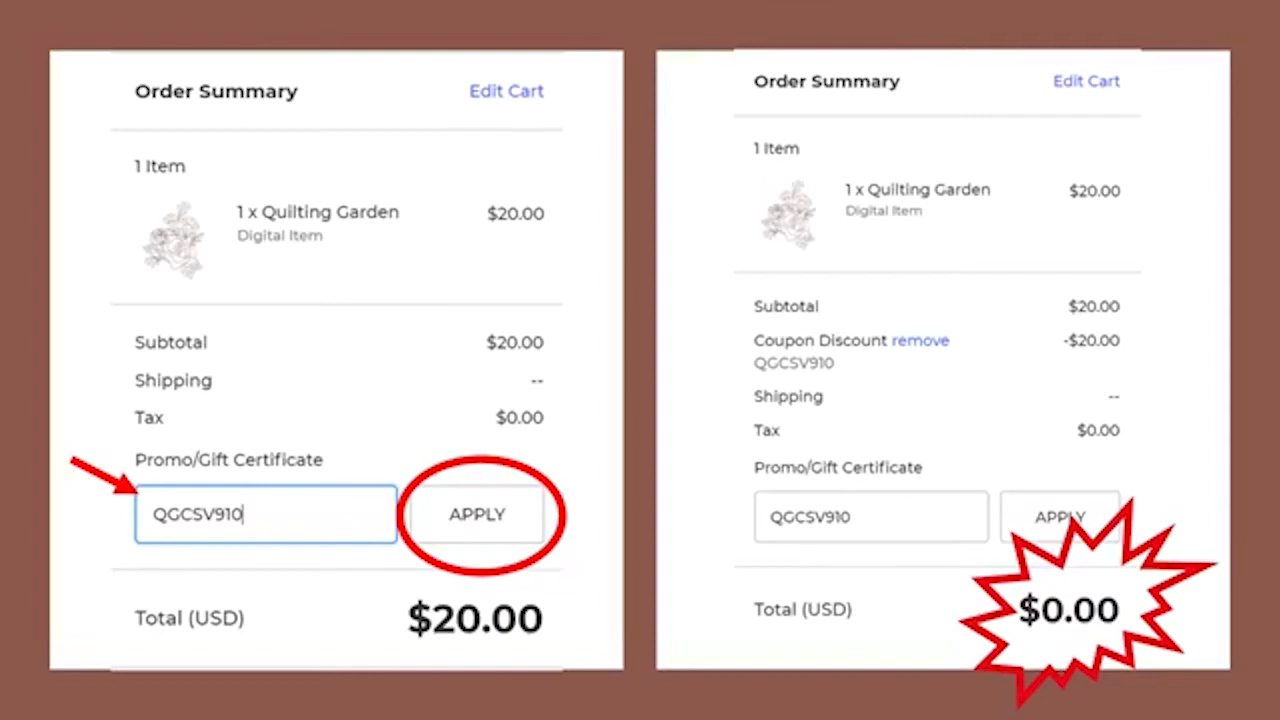 Order Summary Edit Cart
1 Item
1 x Quilting Garden $20.00
Digital Item
Subtotal $20.00
Shipping --
Tax $0.00
Promo/Gift Certificate
QGCSV910 APPLY
Total (USD) $20.00
Order Summary Edit Cart
1 Item
1 x Quilting Garden $20.00
Digital Item
Subtotal $20.00
Coupon Discount remove -$20.00
QGCSV910
Shipping --
Tax $0.00
Promo/Gift Certificate
QGCSV910 APPLY
Total (USD) $0.00